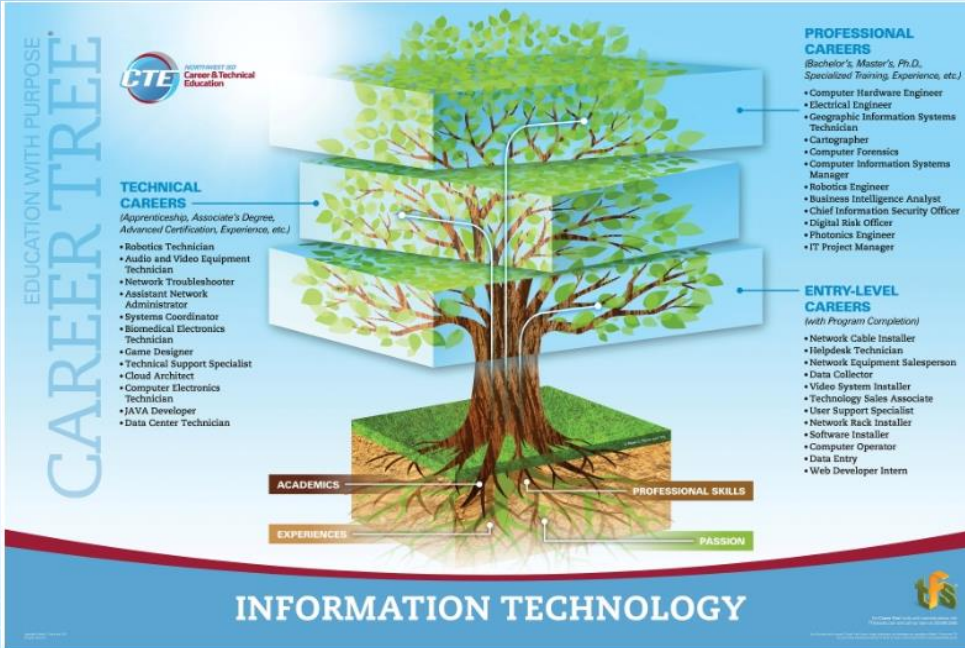 EDUCATION WITH PURPOSE
CAREER TREE®
CTE
NORTHWEST ISD
Career & Technical
Education
TECHNICAL
CAREERS
(Apprenticeship, Associate's Degree,
Advanced Certification, Experience, etc.)
• Robotics Technician
• Audio and Video Equipment
Technician
• Network Troubleshooter
• Assistant Network
Administrator
• Systems Coordinator
• Biomedical Electronics
Technician
• Game Designer
• Technical Support Specialist
• Cloud Architect
• Computer Electronics
Technician
• JAVA Developer
• Data Center Technician
PROFESSIONAL
CAREERS
(Bachelor's, Master's, Ph.D.,
Specialized Training, Experience, etc.)
• Computer Hardware Engineer
• Electrical Engineer
• Geographic Information Systems
Technician
• Cartographer
• Computer Forensics
• Computer Information Systems
Manager
• Robotics Engineer
• Business Intelligence Analyst
• Chief Information Security Officer
• Digital Risk Officer
• Photonics Engineer
• IT Project Manager
ENTRY-LEVEL
CAREERS
(with Program Completion)
• Network Cable Installer
• Helpdesk Technician
• Network Equipment Salesperson
• Data Collector
• Video System Installer
• Technology Sales Associate
• User Support Specialist
• Network Rack Installer
• Software Installer
• Computer Operator
• Data Entry
• Web Developer Intern
ACADEMICS
PROFESSIONAL SKILLS
EXPERIENCES
PASSION
INFORMATION TECHNOLOGY
tfs